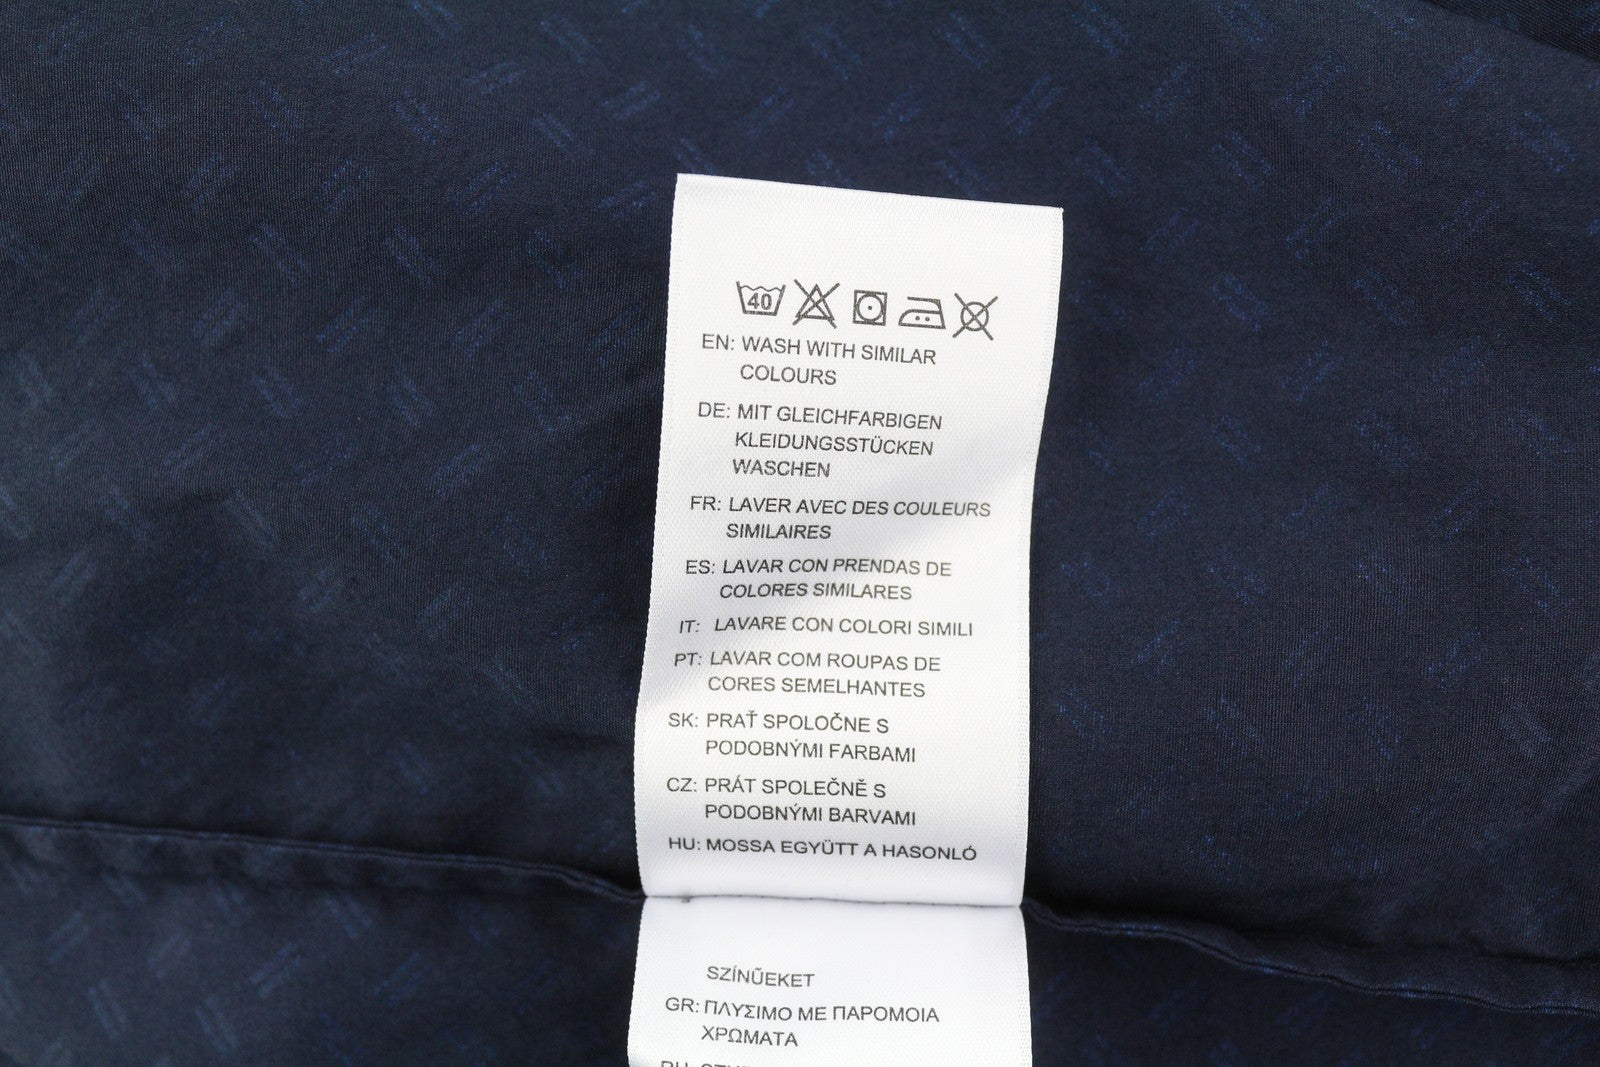 40
EN: WASH WITH SIMILAR
COLOURS
DE: MIT GLEICHFARBIGEN
KLEIDUNGSSTÜCKEN
WASCHEN
FR: LAVER AVEC DES COULEURS
SIMILAIRES
ES: LAVAR CON PRENDAS DE
COLORES SIMILARES
IT: LAVARE CON COLORI SIMILI
PT: LAVAR COM ROUPAS DE
CORES SEMELHANTES
SK: PRAŤ SPOLOČNE S
PODOBNÝMI FARBAMI
CZ: PRÁT SPOLEČNĚ S
PODOBNÝMI BARVAMI
HU: MOSSA EGYÜTT A HASONLÓ
SZÍNŰEKET
GR: ΠΛΥΣΙΜΟ ΜΕ ΠΑΡΟΜΟΙΑ
ΧΡΩΜΑΤΑ